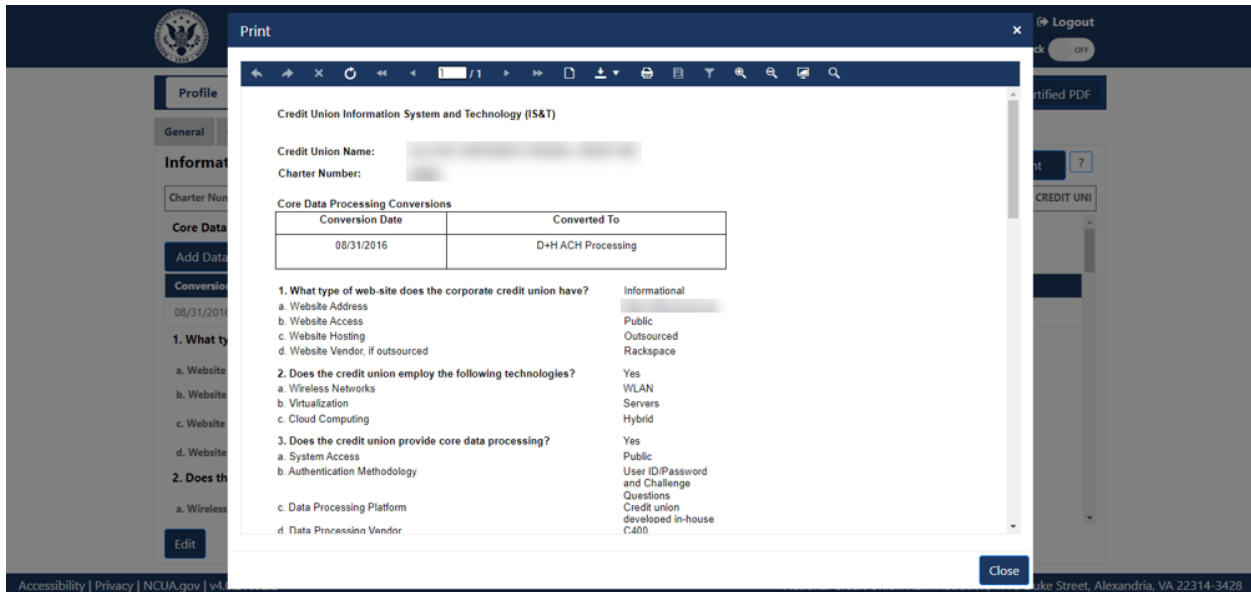 Logout
OFF
Print
×
Profile
1 / 1
General
Informat
?
Charter Nun
CREDIT UNI
Core Data
Add Data
Conversion
08/31/2016
1. What ty
a. Website
b. Website
c. Website
d. Website
2. Does th
a. Wireless
Edit
Credit Union Information System and Technology (IS&T)
Credit Union Name:
Charter Number:
Core Data Processing Conversions
Conversion Date Converted To
08/31/2016 D+H ACH Processing
1. What type of web-site does the corporate credit union have? Informational
a. Website Address
b. Website Access Public
c. Website Hosting Outsourced
d. Website Vendor, if outsourced Rackspace
2. Does the credit union employ the following technologies? Yes
a. Wireless Networks WLAN
b. Virtualization Servers
c. Cloud Computing Hybrid
3. Does the credit union provide core data processing? Yes
a. System Access Public
b. Authentication Methodology User ID/Password
and Challenge
Questions
c. Data Processing Platform Credit union
developed in-house
d. Data Processing Vendor C400
Close
Accessibility | Privacy | NCUA.gov | v4. uke Street, Alexandria, VA 22314-3428